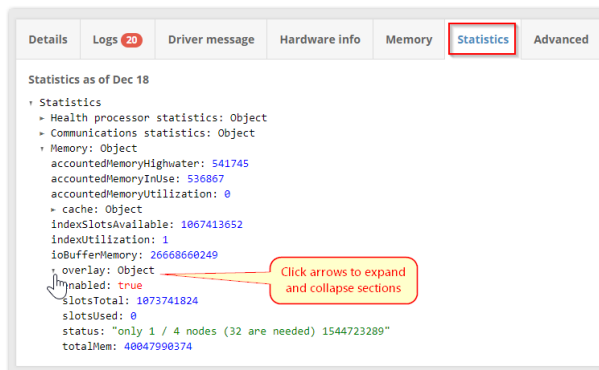 Details Logs 20 Driver message Hardware info Memory Statistics Advanced
Statistics as of Dec 18
Statistics
Health processor statistics: Object
Communications statistics: Object
Memory: Object
accountedMemoryHighwater: 541745
accountedMemoryInUse: 536867
accountedMemoryUtilization: 0
cache: Object
indexSlotsAvailable: 1067413652
indexUtilization: 1
ioBufferMemory: 26668660249
overlay: Object
enabled: true
slotsTotal: 1073741824
slotsUsed: 0
status: "only 1 / 4 nodes (32 are needed) 1544723289"
totalMem: 40047990374
Click arrows to expand
and collapse sections